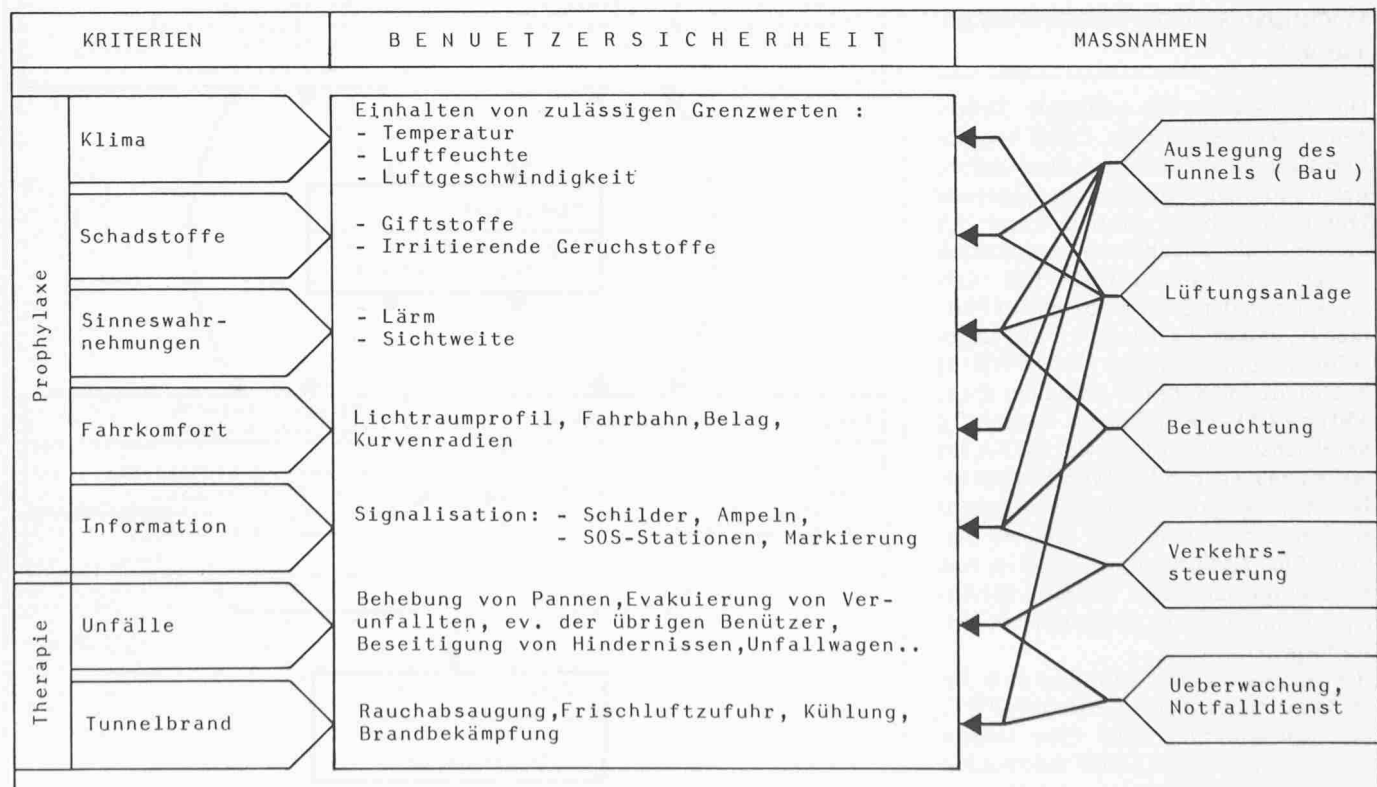 KRITERIEN
BENUETZERSICHERHEIT
MASSNAHMEN
Prophylaxe
Klima
Einhalten von zulässigen Grenzwerten :
- Temperatur
- Luftfeuchte
- Luftgeschwindigkeit
Schadstoffe
- Giftstoffe
- Irritierende Geruchstoffe
Sinneswahr-
nehmungen
- Lärm
- Sichtweite
Fahrkomfort
Lichtraumprofil, Fahrbahn,Belag,
Kurvenradien
Information
Signalisation: - Schilder, Ampeln,
- SOS-Stationen, Markierung
Therapie
Unfälle
Behebung von Pannen,Evakuierung von Ver-
unfallten, ev. der übrigen Benützer,
Beseitigung von Hindernissen,Unfallwagen..
Tunnelbrand
Rauchabsaugung,Frischluftzufuhr, Kühlung,
Brandbekämpfung
Auslegung des
Tunnels ( Bau )
Lüftungsanlage
Beleuchtung
Verkehrs-
steuerung
Ueberwachung,
Notfalldienst